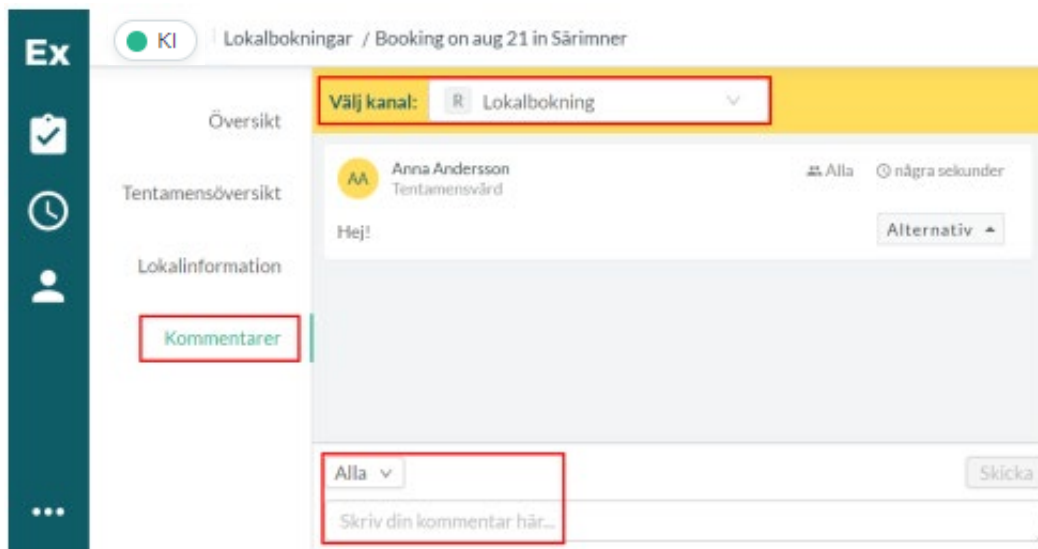 Ex
KI
Lokalbokningar / Booking on aug 21 in Särimner
Översikt
Tentamensöversikt
Lokalinformation
Kommentarer
Välj kanal:
R Lokalbokning
AA
Anna Andersson
Tentamensvärd
Alla
några sekunder
Hej!
Alternativ
Alla
Skicka
Skriv din kommentar här...